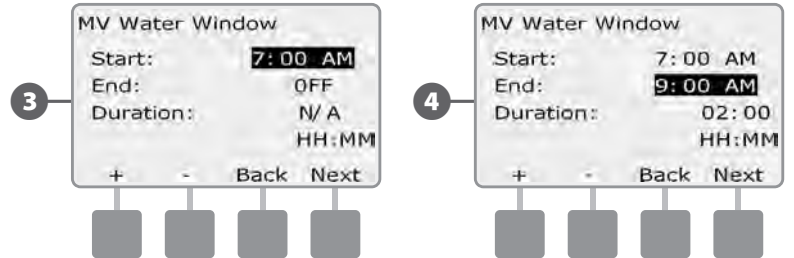 3
MV Water Window
Start: 7:00 AM
End: OFF
Duration: N/A
HH:MM
+ - Back Next
4
MV Water Window
Start: 7:00 AM
End: 9:00 AM
Duration: 02:00
HH:MM
+ - Back Next